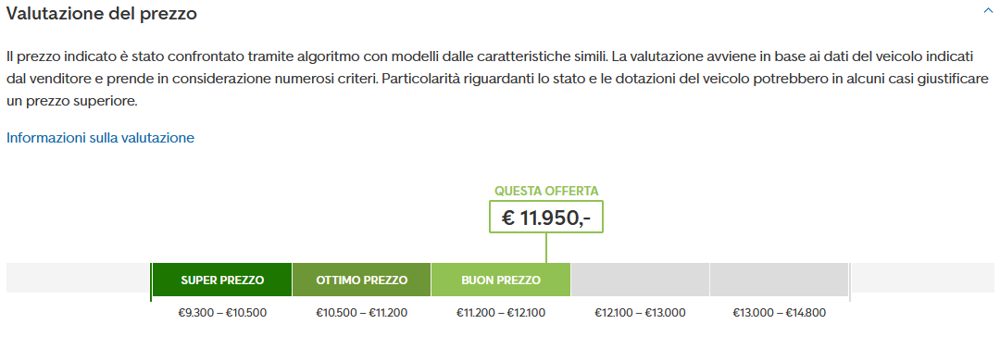 Valutazione del prezzo
Il prezzo indicato è stato confrontato tramite algoritmo con modelli dalle caratteristiche simili. La valutazione avviene in base ai dati del veicolo indicati
dal venditore e prende in considerazione numerosi criteri. Particolarità riguardanti lo stato e le dotazioni del veicolo potrebbero in alcuni casi giustificare
un prezzo superiore.
Informazioni sulla valutazione
QUESTA OFFERTA
€ 11.950,-
SUPER PREZZO OTTIMO PREZZO BUON PREZZO
€9.300 – €10.500 €10.500 – €11.200 €11.200 – €12.100 €12.100 – €13.000 €13.000 – €14.800